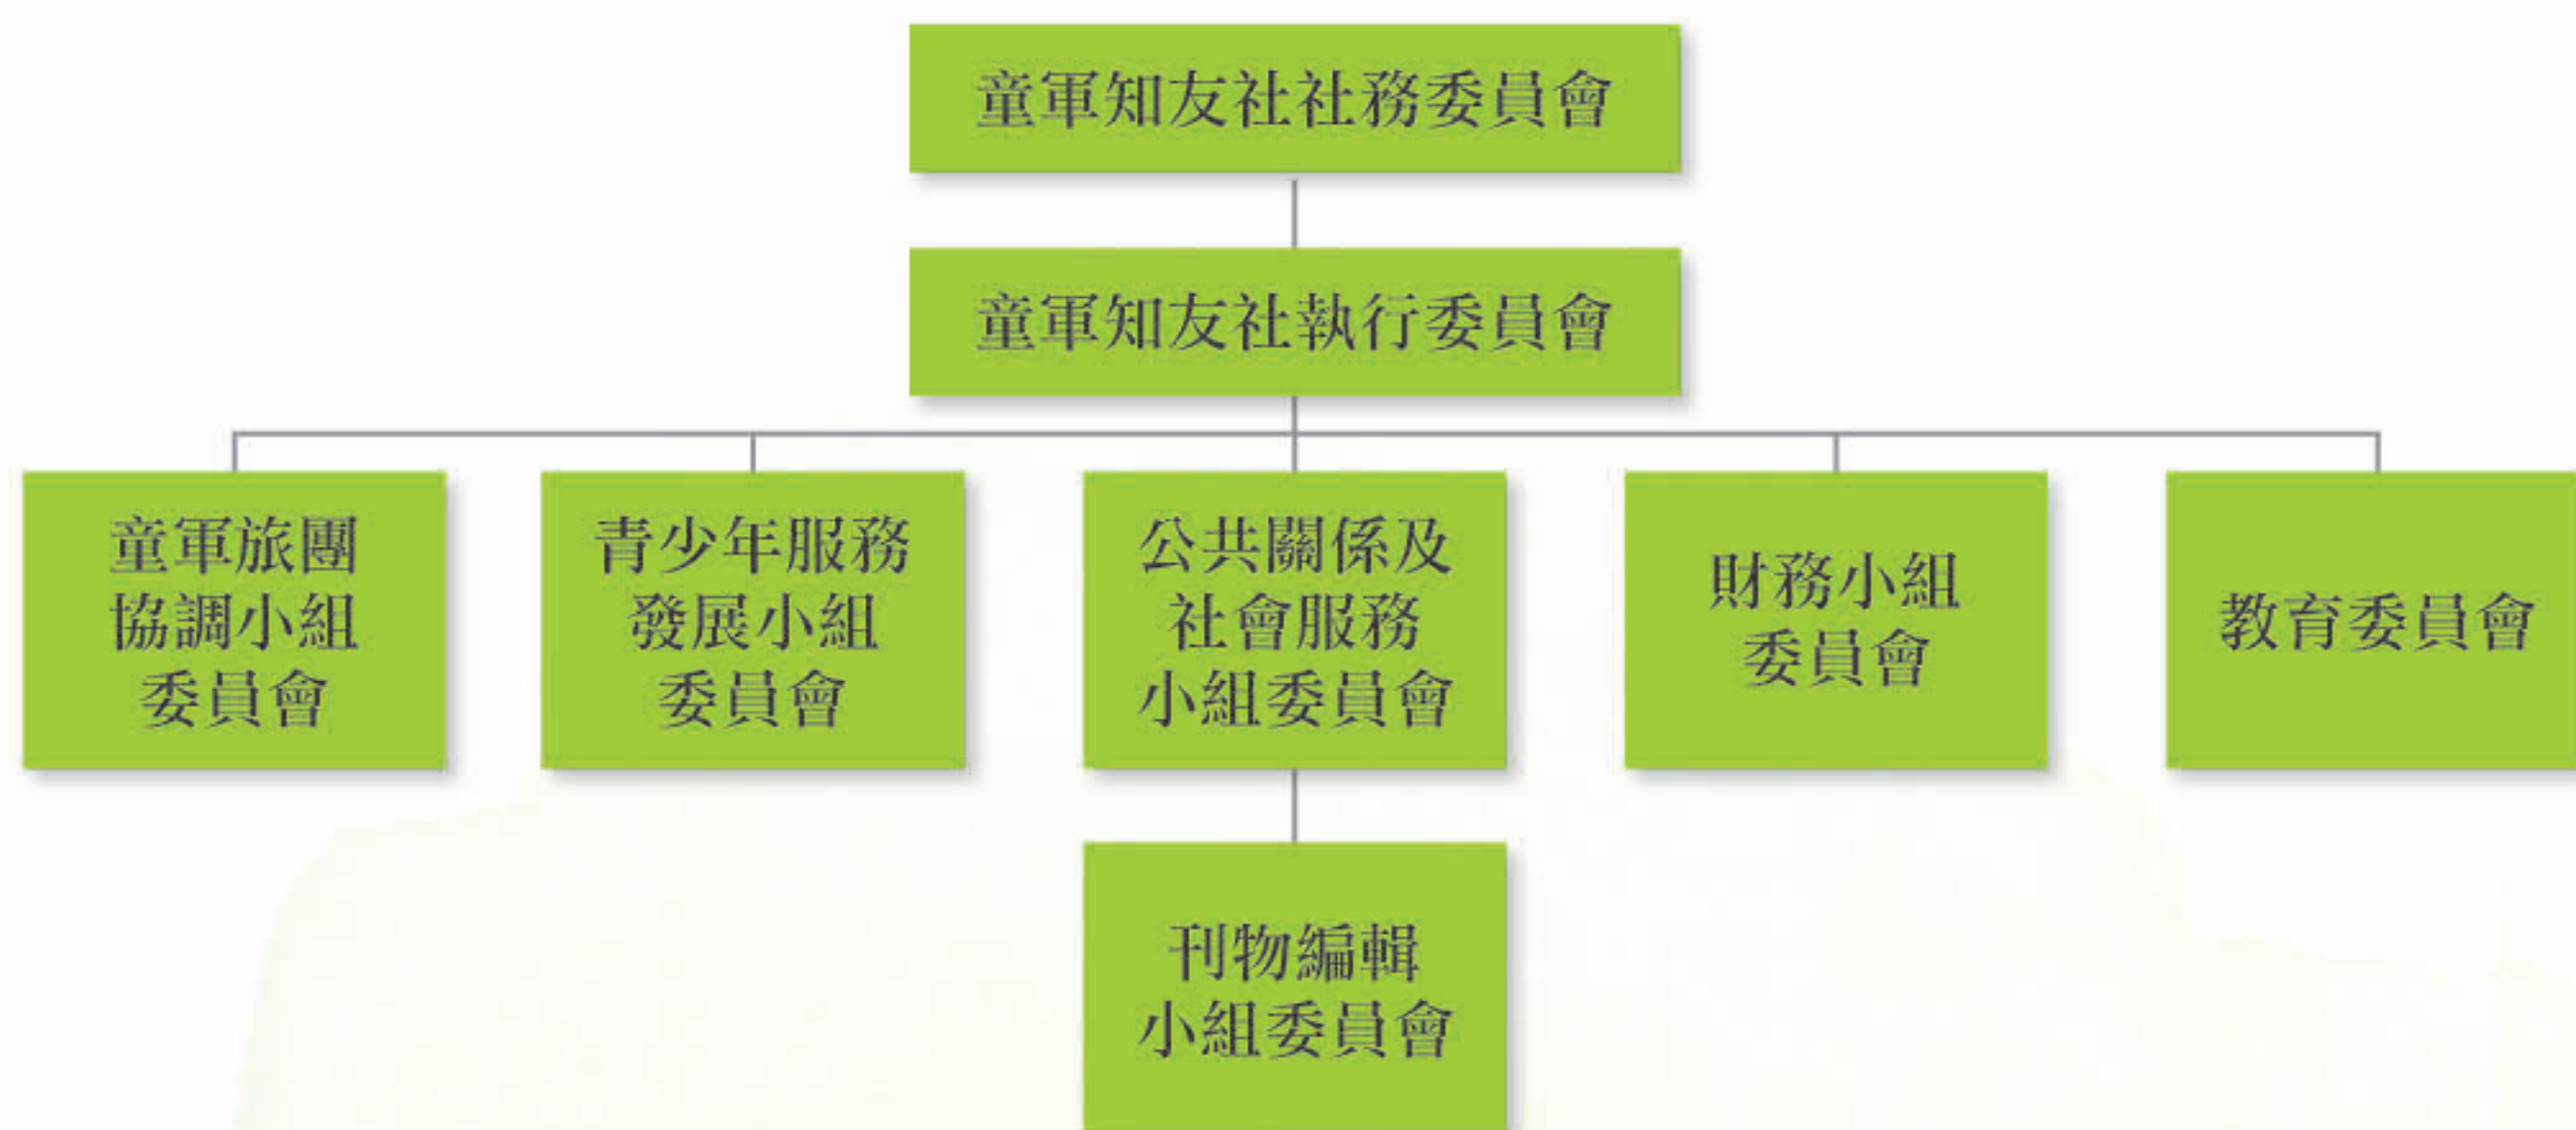 童軍知友社社務委員會
童軍知友社執行委員會
童軍旅團
協調小組
委員會
青少年服務
發展小組
委員會
公共關係及
社會服務
小組委員會
財務小組
委員會
教育委員會
刊物編輯
小組委員會